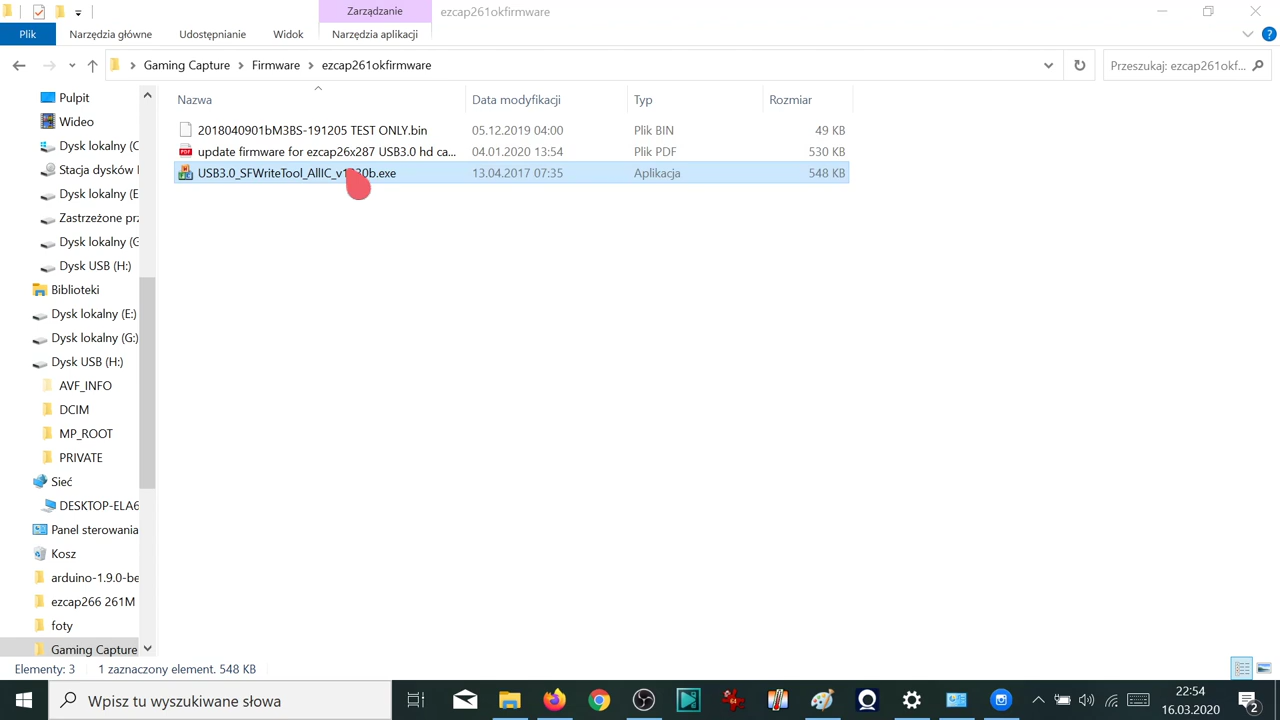 Zarządzanie
ezcap261okfirmware
Plik
Narzędzia główne
Udostępnianie
Widok
Narzędzia aplikacji
Gaming Capture
Firmware
ezcap261okfirmware
Przeszukaj: ezcap261okf...
Nazwa
Data modyfikacji
Typ
Rozmiar
2018040901bM3BS-191205 TEST ONLY.bin
05.12.2019 04:00
Plik BIN
49 KB
update firmware for ezcap26x287 USB3.0 hd ca...
04.01.2020 13:54
Plik PDF
530 KB
13.04.2017 07:35
Aplikacja
548 KB
Pulpit
Wideo
Dysk lokalny (C
Stacja dysków
Dysk lokalny (E
Zastrzeżone prz
Dysk lokalny (G
Dysk USB (H:)
Biblioteki
Dysk lokalny (E:)
Dysk lokalny (G:)
Dysk USB (H:)
AVF_INFO
DCIM
MP_ROOT
PRIVATE
Sieć
DESKTOP-ELA6
Panel sterowania
Kosz
arduino-1.9.0-be
ezcap266 261M
foty
Gaming Capture
Elementy: 3
1 zaznaczony element. 548 KB
Wpisz tu wyszukiwane słowa
22:54
16.03.2020
2